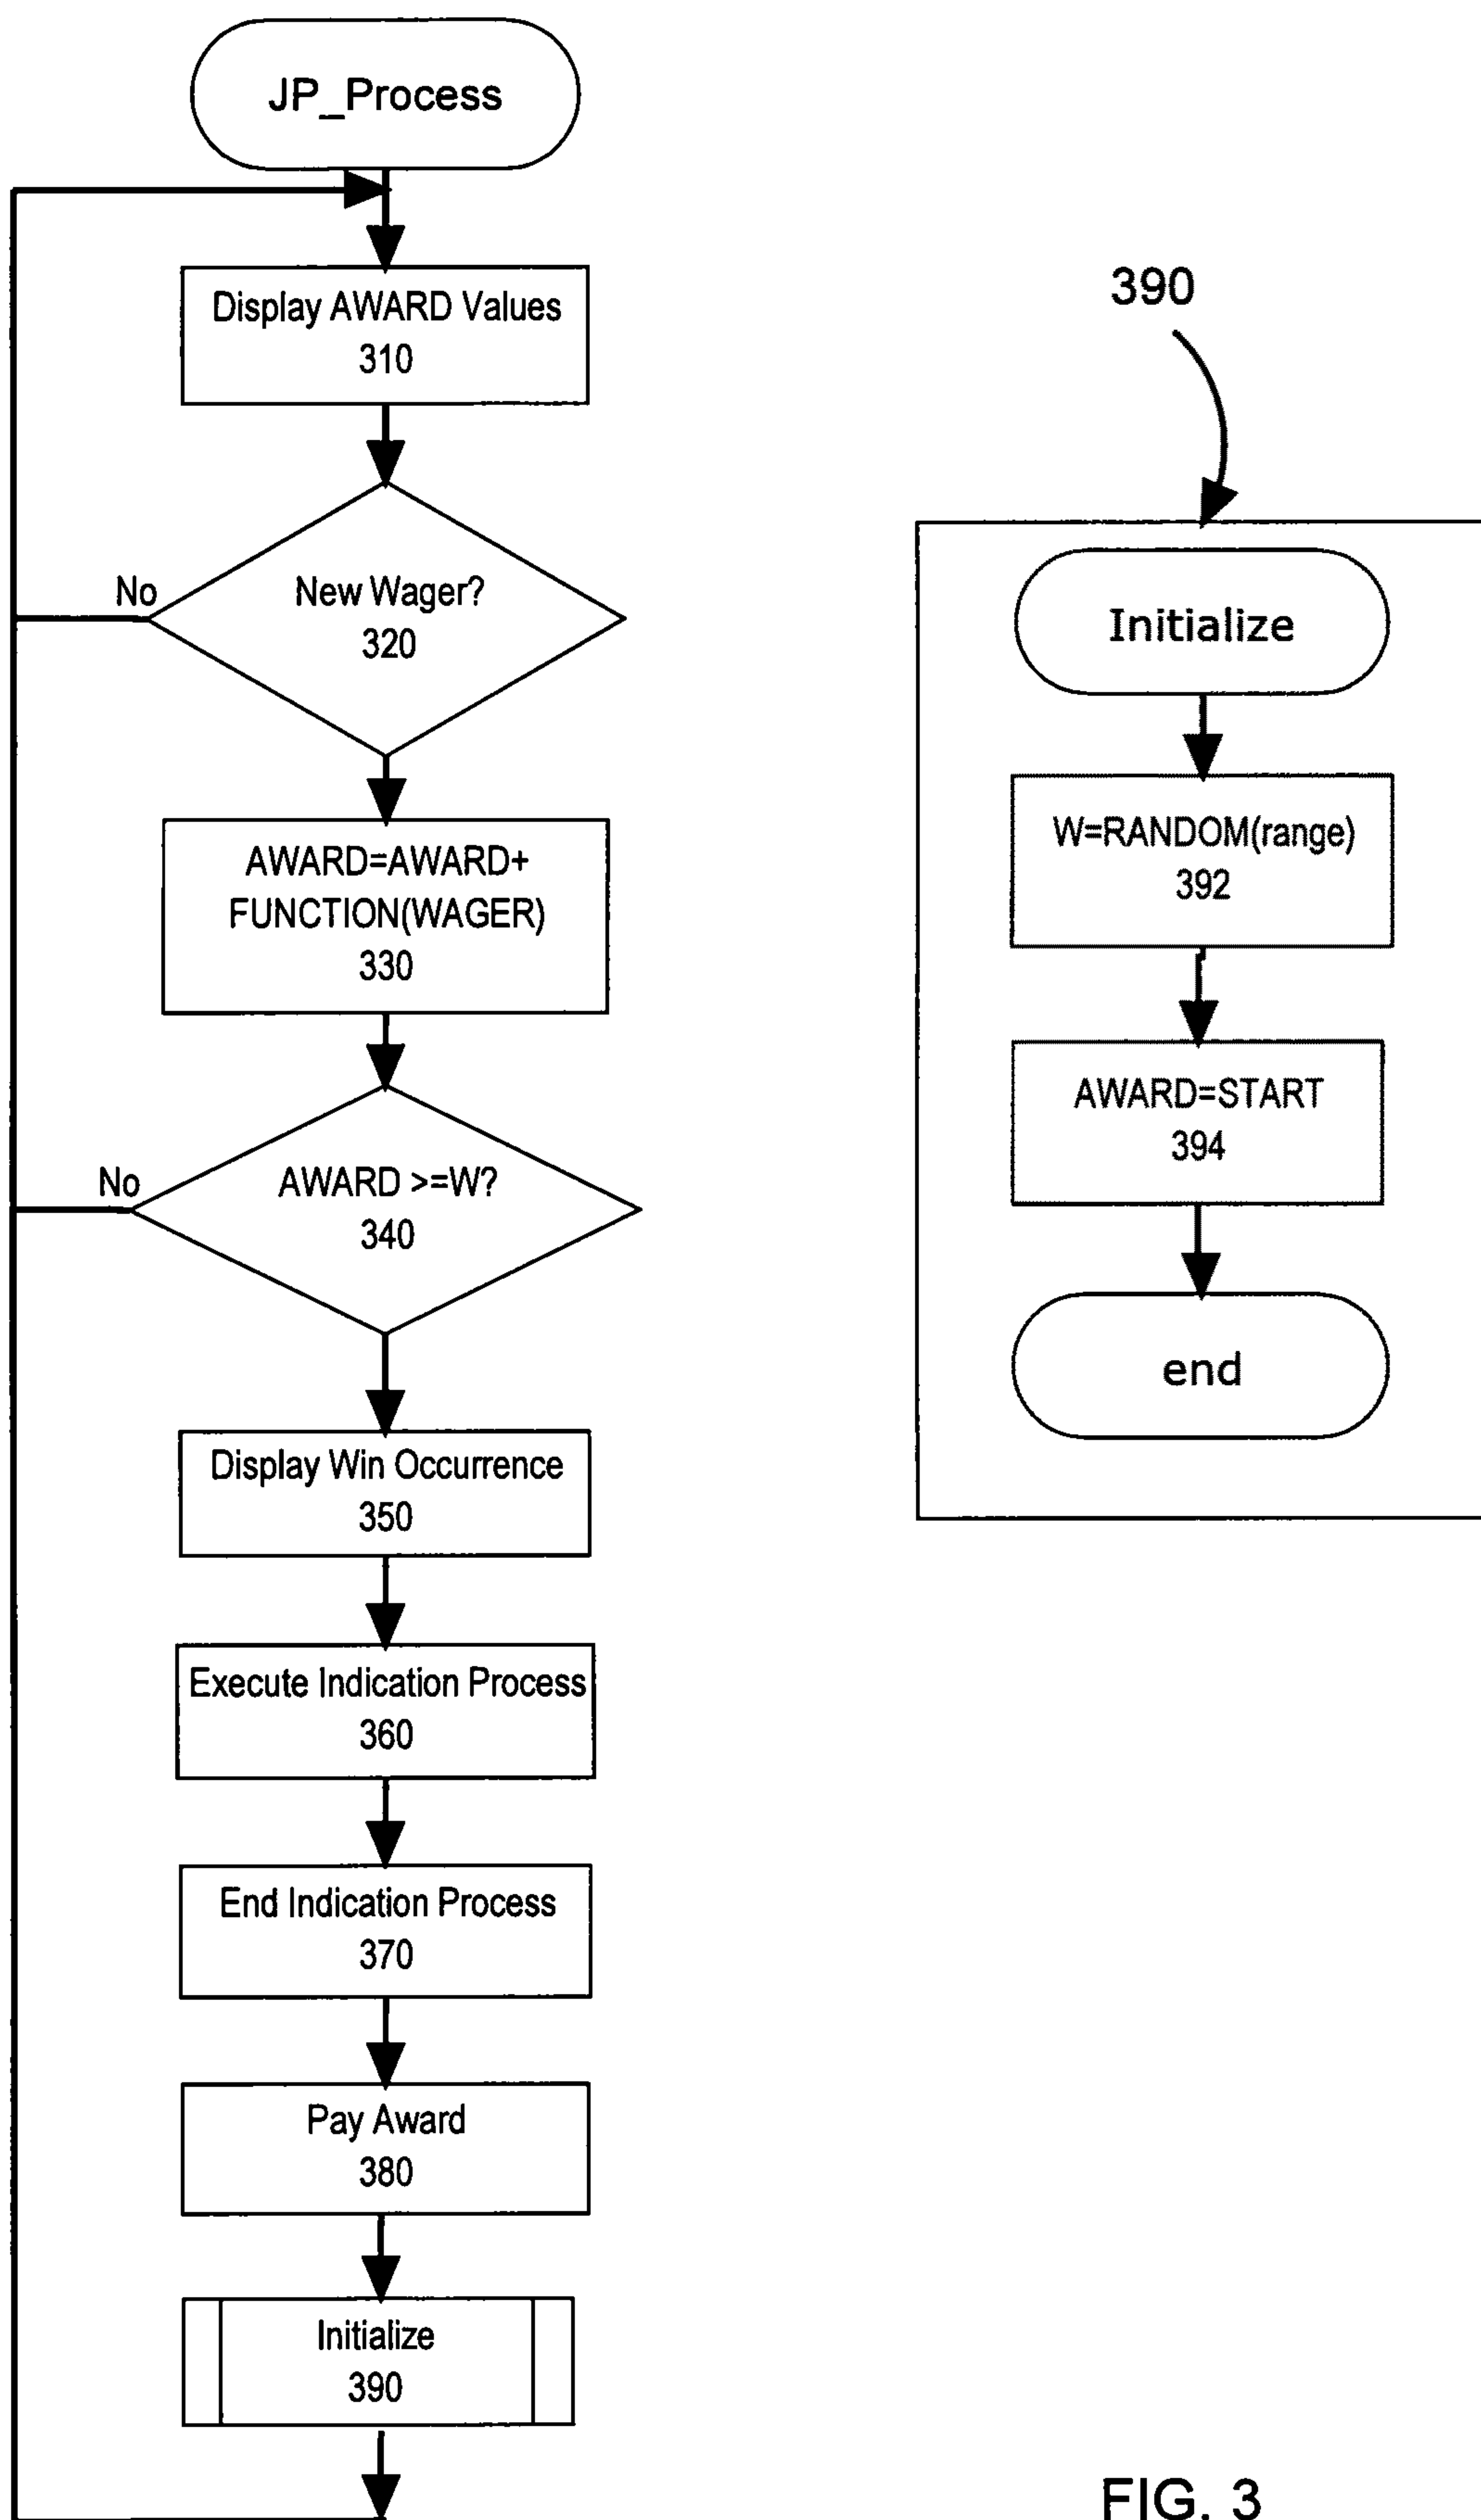 JP_Process
Display AWARD Values
310
No
New Wager?
320
AWARD=AWARD+
FUNCTION(WAGER)
330
No
AWARD >=W?
340
Display Win Occurrence
350
Execute Indication Process
360
End Indication Process
370
Pay Award
380
Initialize
390
390
Initialize
W=RANDOM(range)
392
AWARD=START
394
end
FIG. 3